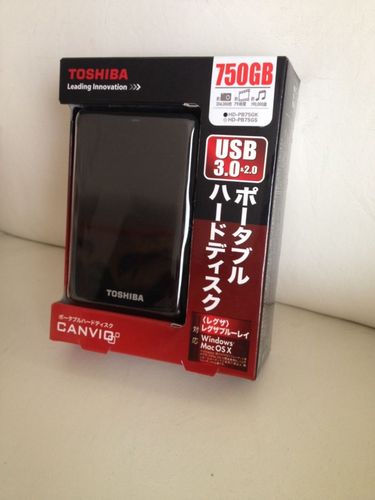 TOSHIBA
Leading Innovation >>>
750GB
HD-PB75GK
HD-PB75GS
USB
3.0&2.0
ポータブル
ハードディスク
TOSHIBA
ポータブルハードディスク
CANVIO
対応
〈レグザ〉
レグザブルーレイ
Windows
Mac OS X